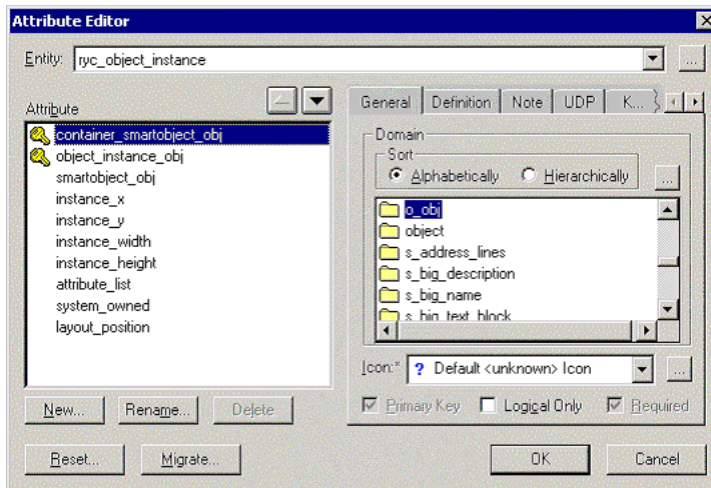 Attribute Editor
Entity: ryc_object_instance
...
Attribute
container_smartobject_obj
object_instance_obj
smartobject_obj
instance_x
instance_y
instance_width
instance_height
attribute_list
system_owned
layout_position
New...
Rename...
Delete
Reset...
Migrate...
General
Definition
Note
UDP
K...
Domain
Sort
Alphabetically
Hierarchically
...
o_obj
object
s_address_lines
s_big_description
s_big_name
s_big_text_block
Icon:* ? Default <unknown> Icon
...
Primary Key
Logical Only
Required
OK
Cancel